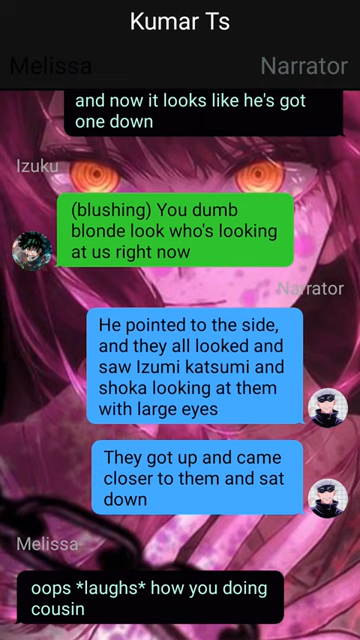 Kumar Ts
Melissa
Narrator
and now it looks like he's got
one down
Izuku
(blushing) You dumb
blonde look who's looking
at us right now
Narrator
He pointed to the side,
and they all looked and
saw Izumi katsumi and
shoka looking at them
with large eyes
They got up and came
closer to them and sat
down
Melissa
oops *laughs* how you doing
cousin